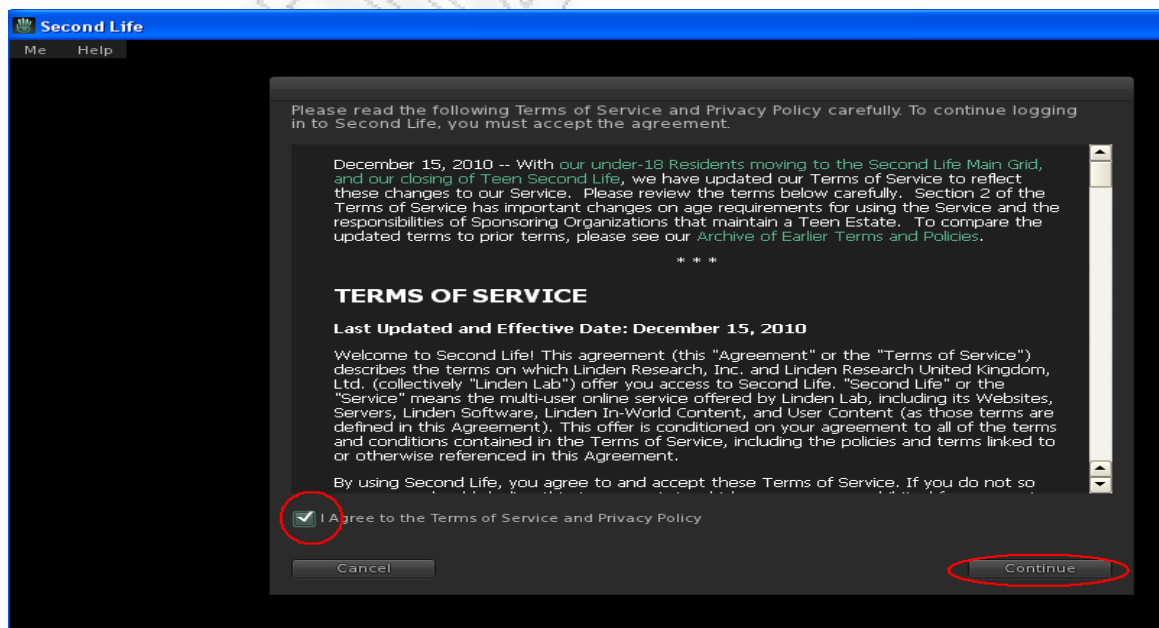 Second Life
Me Help
Please read the following Terms of Service and Privacy Policy carefully. To continue logging
in to Second Life, you must accept the agreement.
December 15, 2010 -- With our under-18 Residents moving to the Second Life Main Grid,
and our closing of Teen Second Life, we have updated our Terms of Service to reflect
these changes to our Service. Please review the terms below carefully. Section 2 of the
Terms of Service has important changes on age requirements for using the Service and the
responsibilities of Sponsoring Organizations that maintain a Teen Estate. To compare the
updated terms to prior terms, please see our Archive of Earlier Terms and Policies.
* * *
TERMS OF SERVICE
Last Updated and Effective Date: December 15, 2010
Welcome to Second Life! This agreement (this "Agreement" or the "Terms of Service")
describes the terms on which Linden Research, Inc. and Linden Research United Kingdom,
Ltd. (collectively "Linden Lab") offer you access to Second Life. "Second Life" or the
"Service" means the multi-user online service offered by Linden Lab, including its Websites,
Servers, Linden Software, Linden In-World Content, and User Content (as those terms are
defined in this Agreement). This offer is conditioned on your agreement to all of the terms
and conditions contained in the Terms of Service, including the policies and terms linked to
or otherwise referenced in this Agreement.
By using Second Life, you agree to and accept these Terms of Service. If you do not so
I Agree to the Terms of Service and Privacy Policy
Cancel Continue